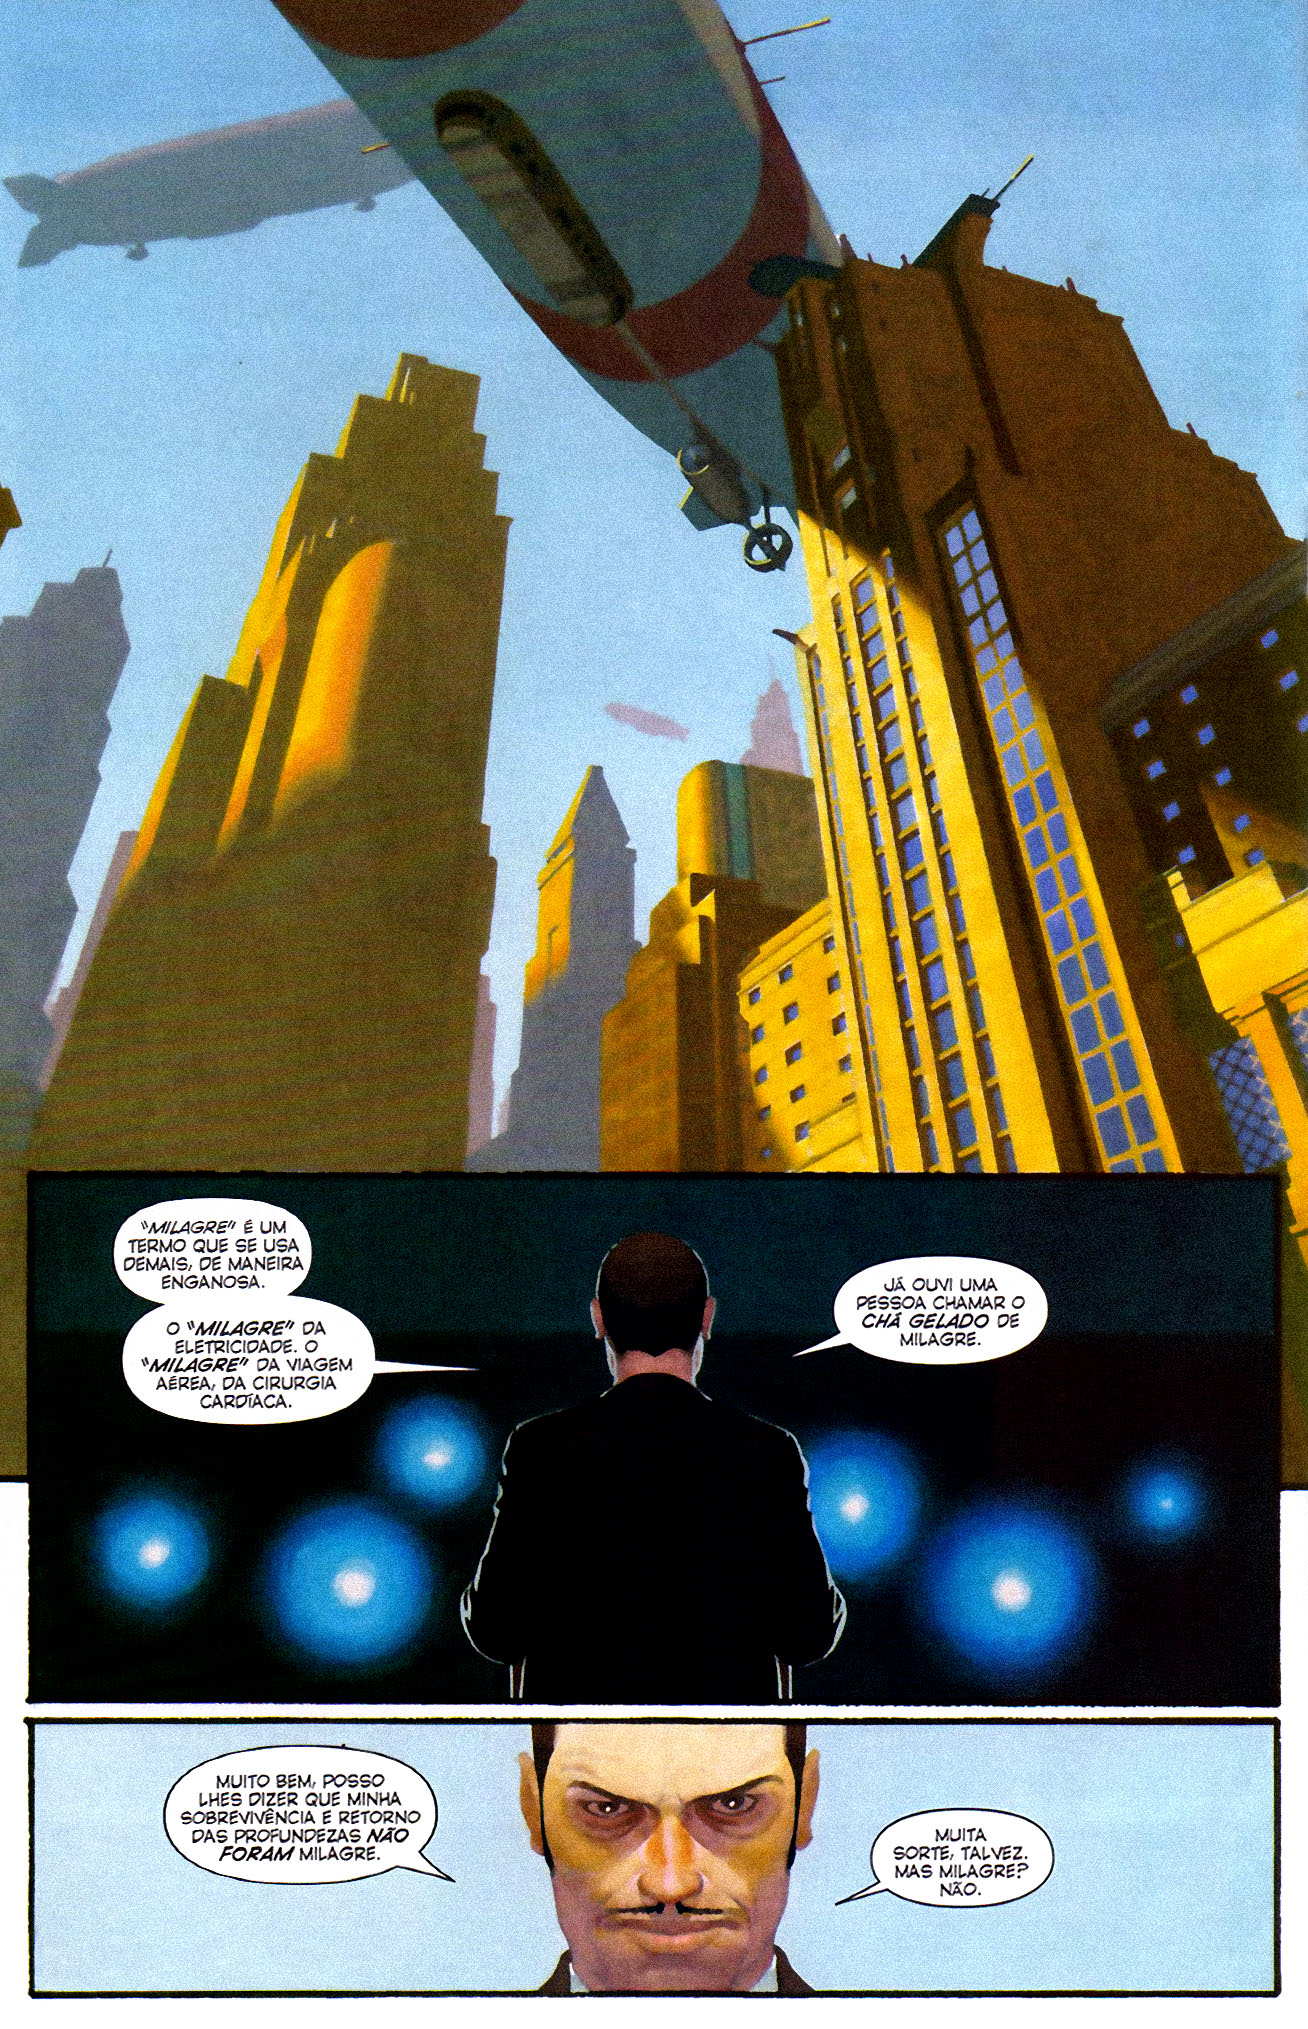 "MILAGRE" É UM
TERMO QUE SE USA
DEMAIS, DE MANEIRA
ENGANOSA.
O "MILAGRE" DA
ELETRICIDADE. O
"MILAGRE" DA VIAGEM
AÉREA, DA CIRURGIA
CARDÍACA.
JÁ OUVI UMA
PESSOA CHAMAR O
CHÁ GELADO DE
MILAGRE.
MUITO BEM, POSSO
LHES DIZER QUE MINHA
SOBREVIVÊNCIA E RETORNO
DAS PROFUNDEZAS NÃO
FORAM MILAGRE.
MUITA
SORTE, TALVEZ.
MAS MILAGRE?
NÃO.